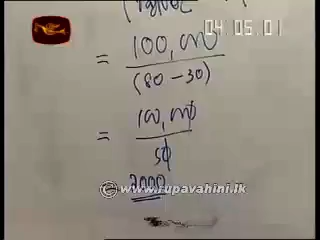 04:05:01
= 100,000
(80 - 30)
= 100,000
50
2000
©www.rupavahini.lk